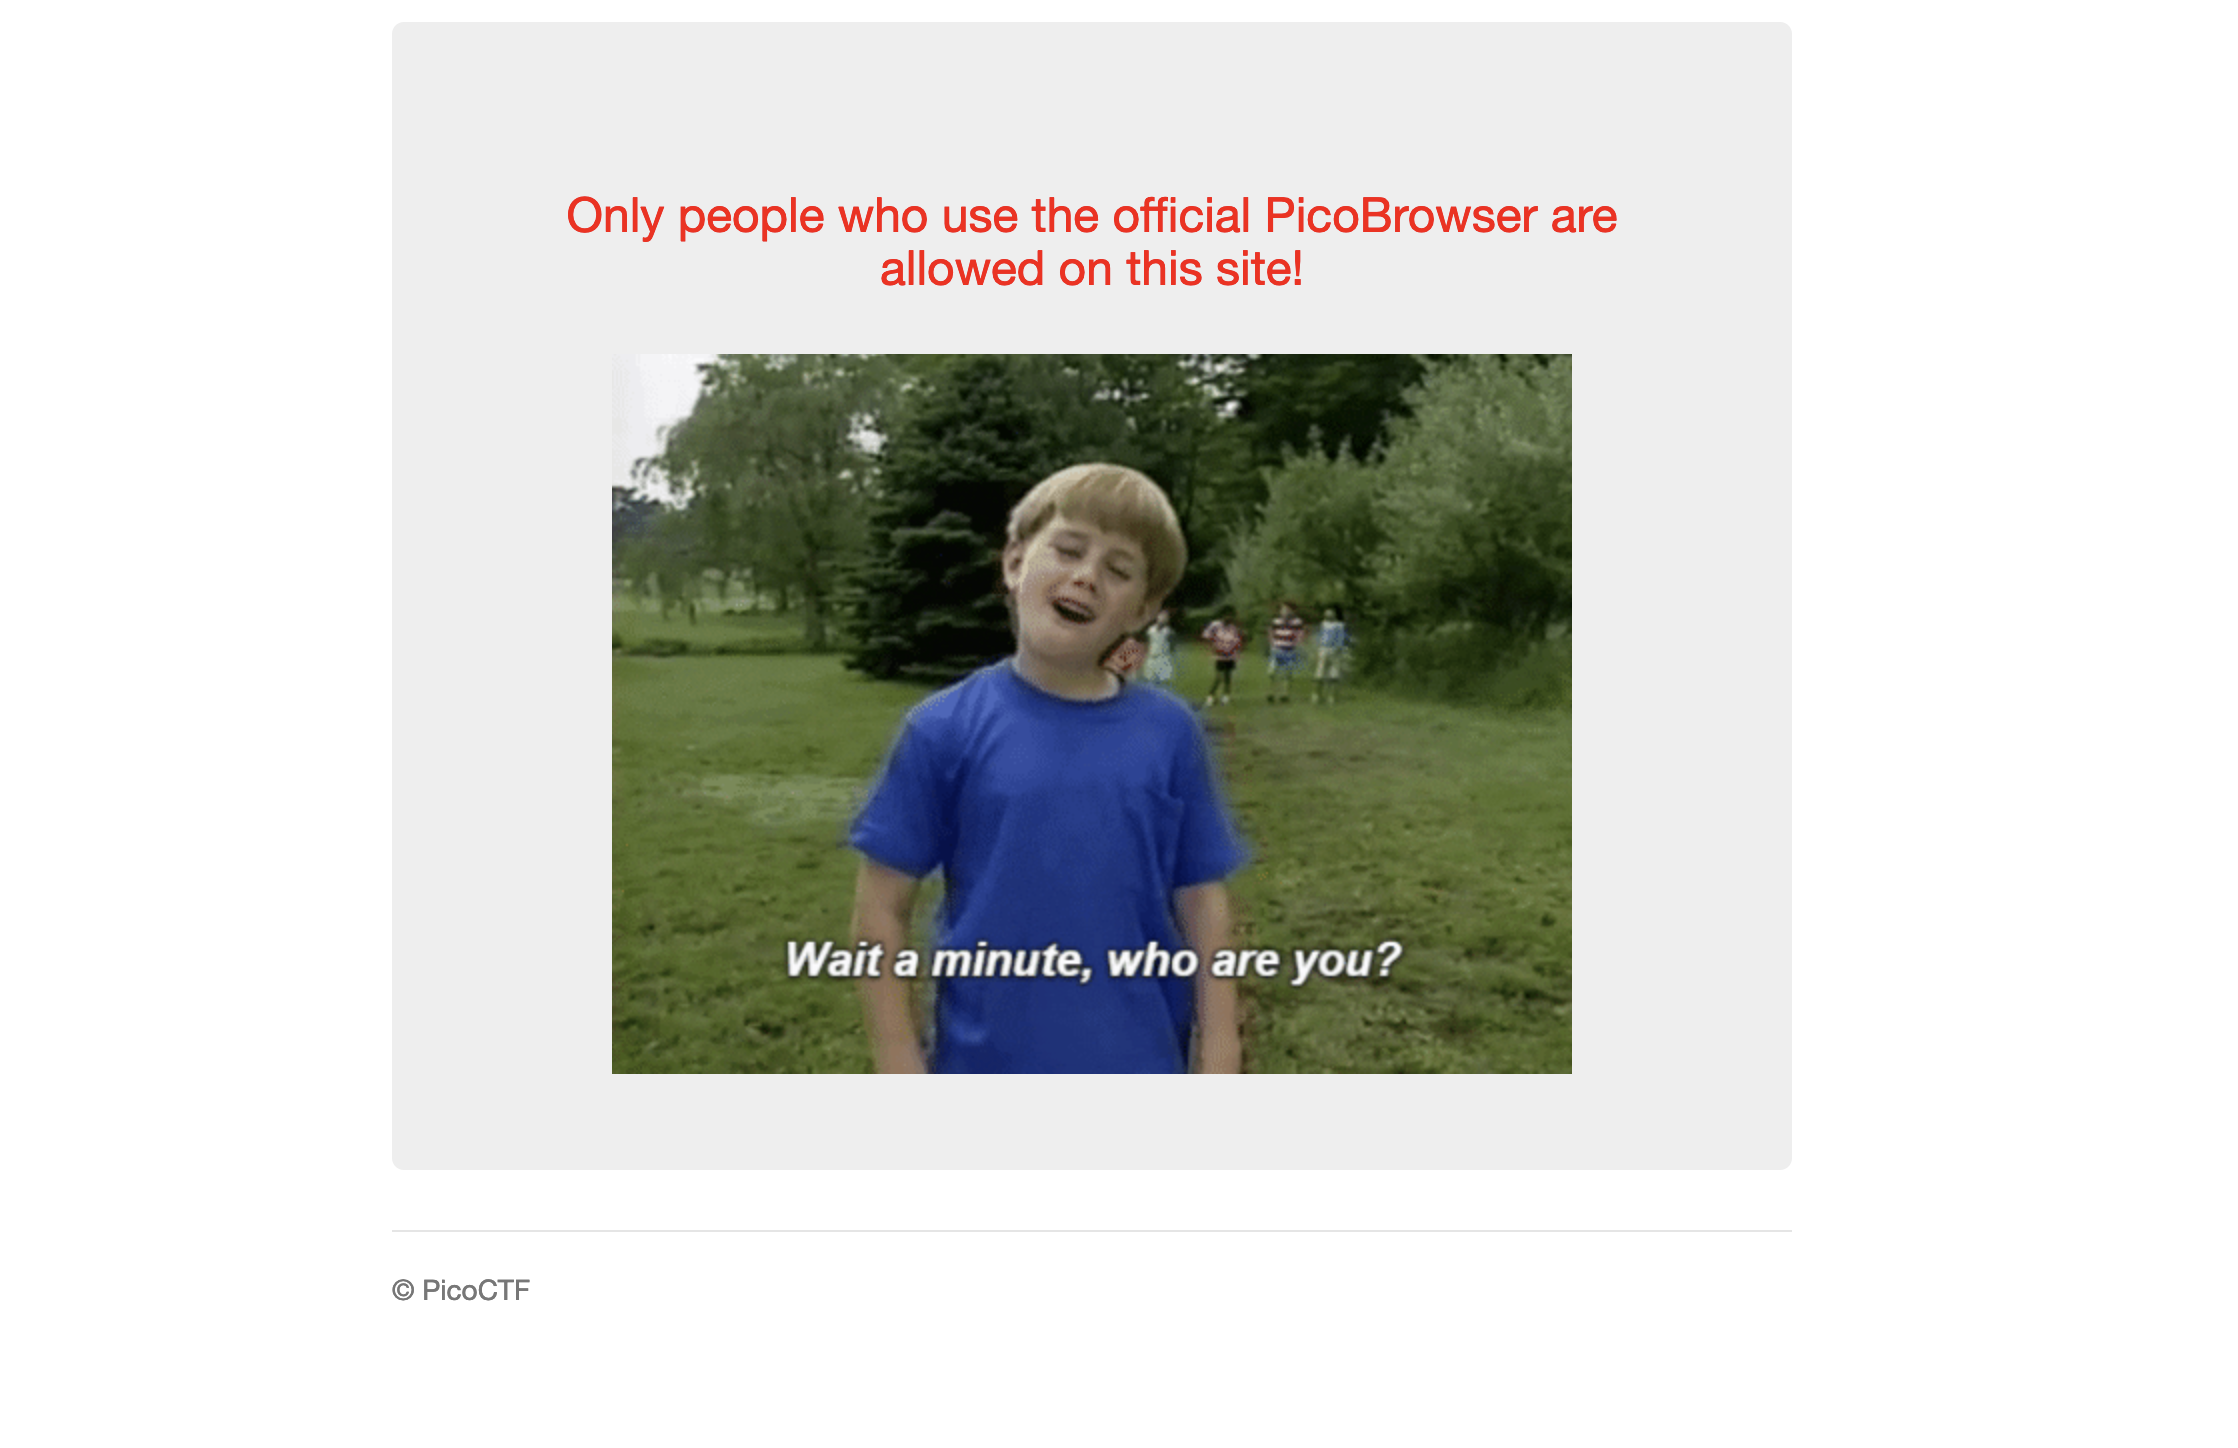 Only people who use the official PicoBrowser are
allowed on this site!
Wait a minute, who are you?
© PicoCTF